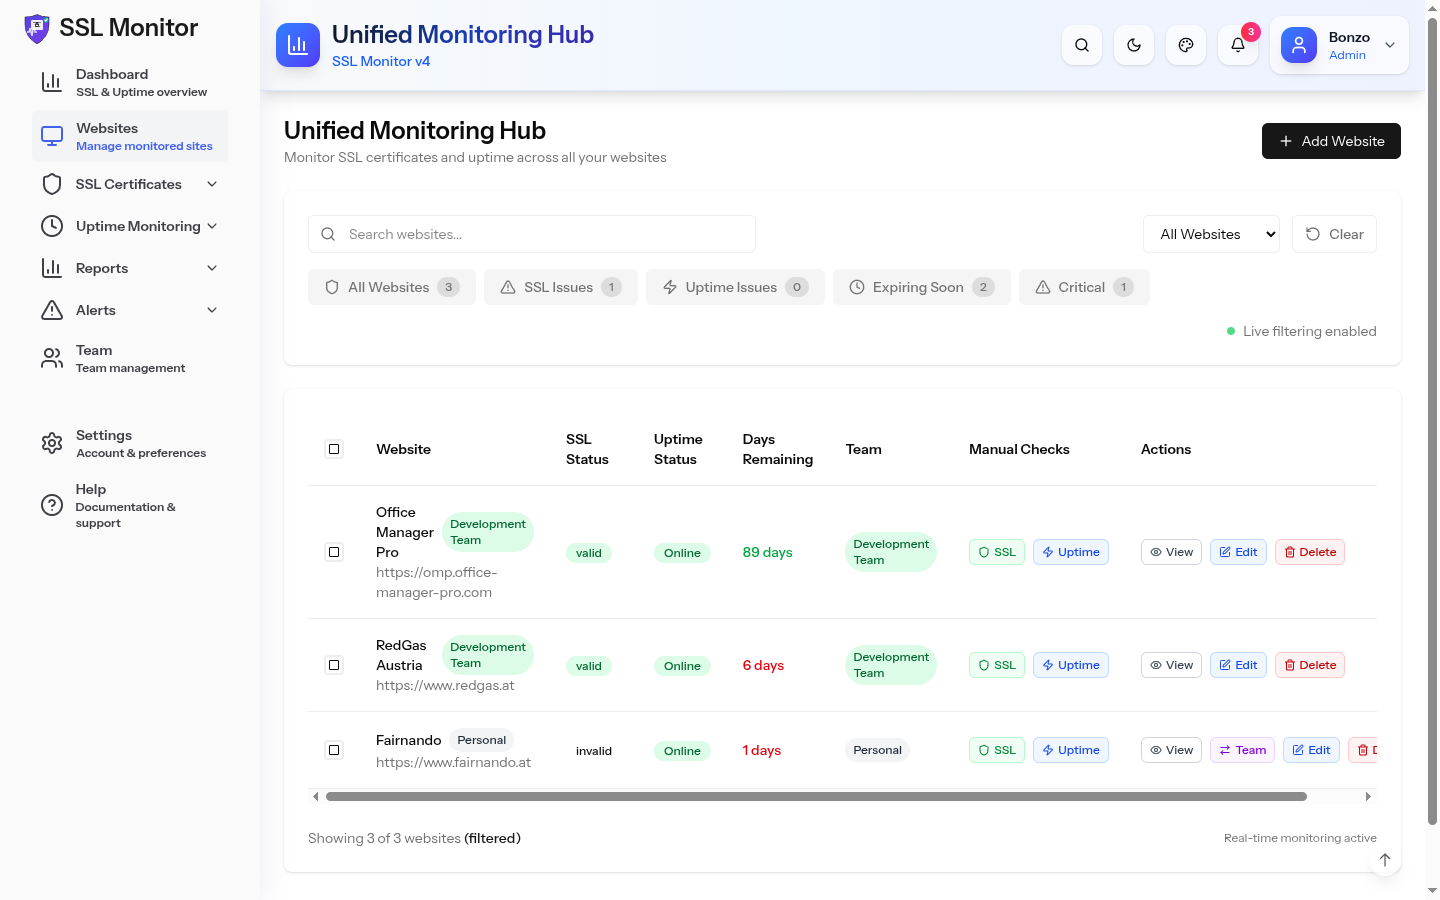 SSL Monitor
Dashboard
SSL & Uptime overview
Websites
Manage monitored sites
SSL Certificates
Uptime Monitoring
Reports
Alerts
Team
Team management
Settings
Account & preferences
Help
Documentation &
support
Unified Monitoring Hub
SSL Monitor v4
3
Bonzo
Admin
Unified Monitoring Hub
Monitor SSL certificates and uptime across all your websites
Add Website
Search websites...
All Websites
Clear
All Websites 3
SSL Issues 1
Uptime Issues 0
Expiring Soon 2
Critical 1
Live filtering enabled
Website
SSL
Status
Uptime
Status
Days
Remaining
Team
Manual Checks
Actions
Office
Manager
Pro
Development
Team
https://omp.office-
manager-pro.com
valid
Online
89 days
Development
Team
SSL
Uptime
View
Edit
Delete
RedGas
Austria
Development
Team
https://www.redgas.at
valid
Online
6 days
Development
Team
SSL
Uptime
View
Edit
Delete
Fairnando
Personal
https://www.fairnando.at
invalid
Online
1 days
Personal
SSL
Uptime
View
Team
Edit
Showing 3 of 3 websites (filtered)
Real-time monitoring active